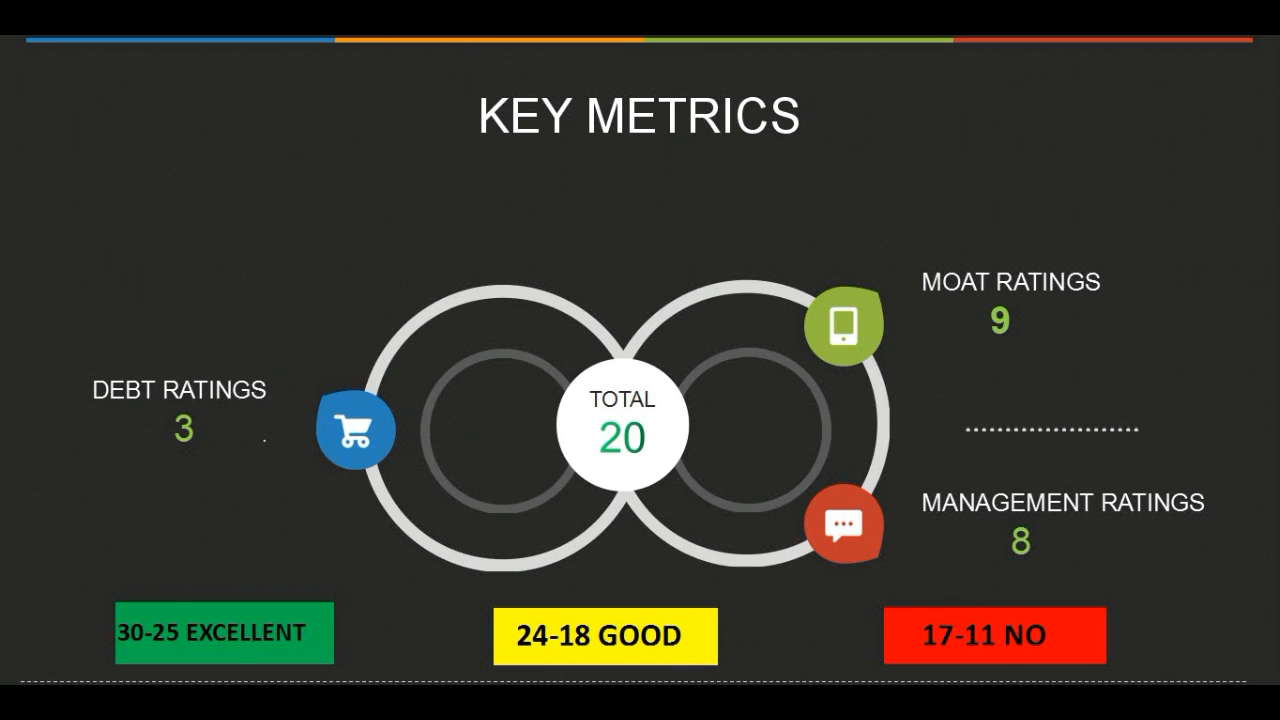 KEY METRICS
MOAT RATINGS
9
DEBT RATINGS
3
.
TOTAL
20
.....................
MANAGEMENT RATINGS
8
30-25 EXCELLENT
24-18 GOOD
17-11 NO